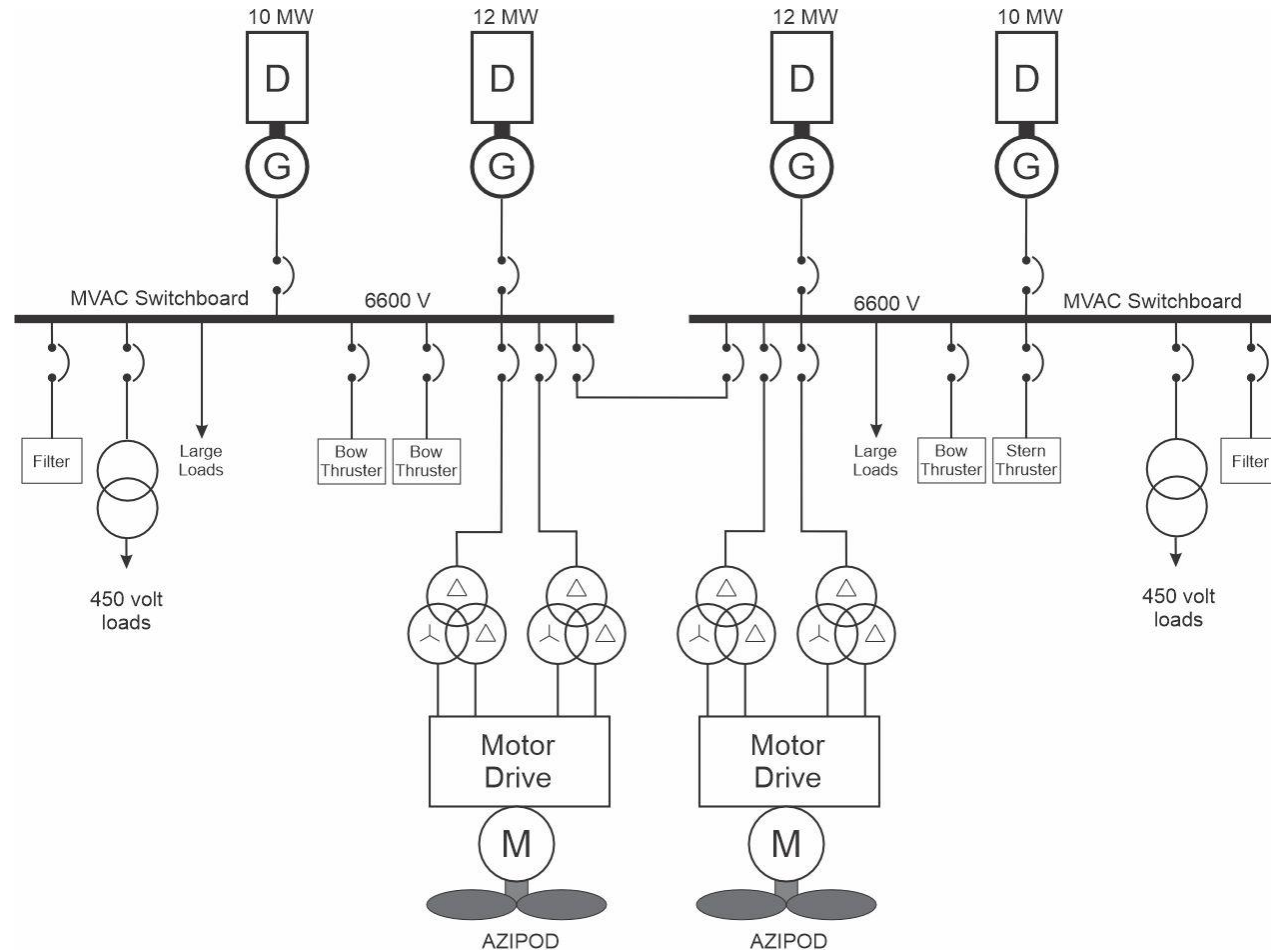 10 MW
12 MW
12 MW
10 MW
D
D
D
D
G
G
G
G
MVAC Switchboard
6600 V
6600 V
MVAC Switchboard
Filter
Large
Loads
Bow
Thruster
Bow
Thruster
Large
Loads
Bow
Thruster
Stern
Thruster
Filter
450 volt
loads
450 volt
loads
Motor
Drive
Motor
Drive
M
M
AZIPOD
AZIPOD